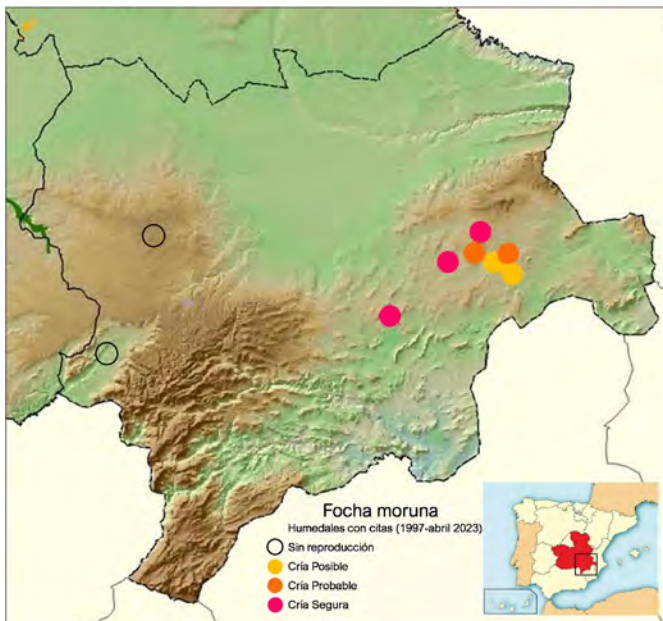 Focha moruna
Humedales con citas (1997-abril 2023)
Sin reproducción
Cría Posible
Cría Probable
Cría Segura